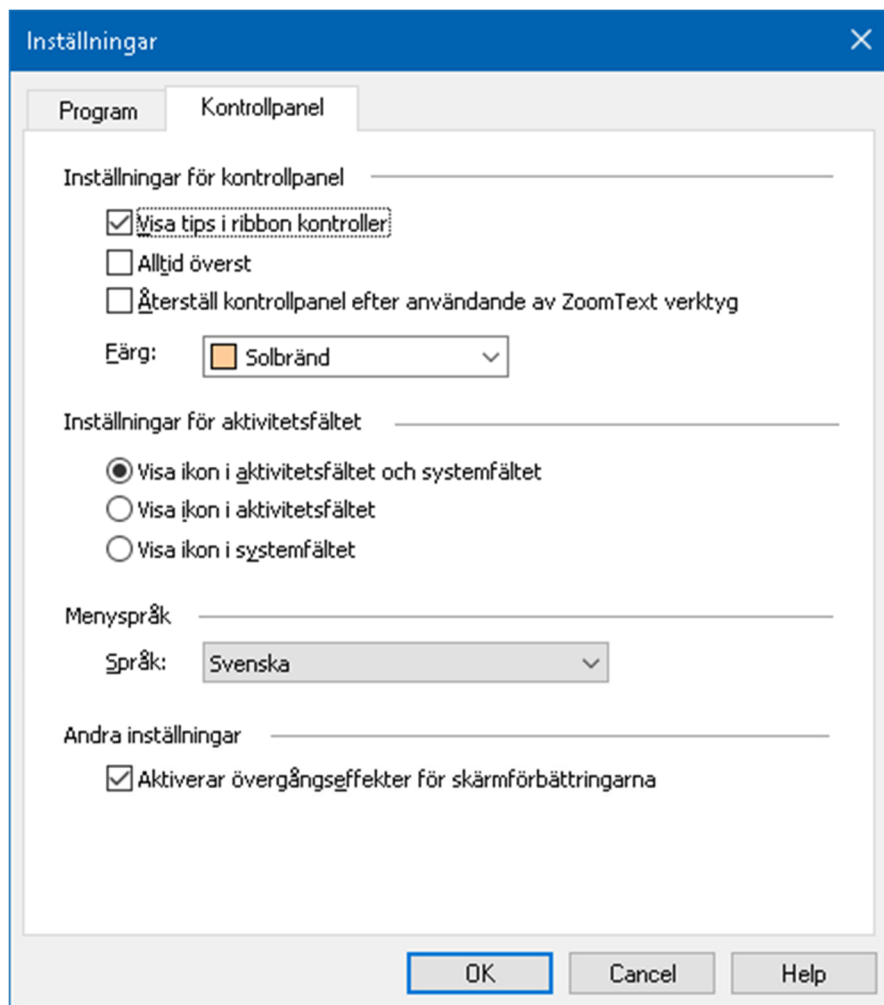 Inställningar
Program
Kontrollpanel
Inställningar för kontrollpanel
Visa tips i ribbon kontroller
Alltid överst
Återställ kontrollpanel efter användande av ZoomText verktyg
Färg:
Solbränd
Inställningar för aktivitetsfältet
Visa ikon i aktivitetsfältet och systemfältet
Visa ikon i aktivitetsfältet
Visa ikon i systemfältet
Menyspråk
Språk:
Svenska
Andra inställningar
Aktiverar övergångseffekter för skärmförbättringarna
OK
Cancel
Help